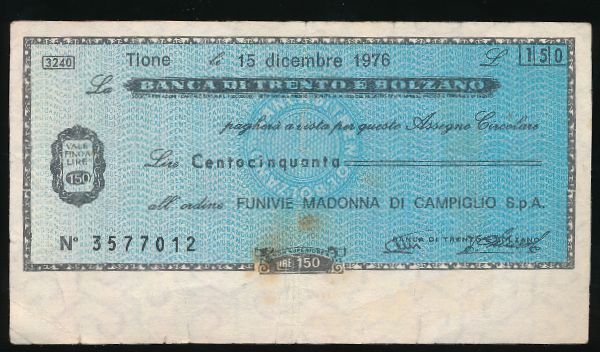 3240 Tione li 15 dicembre 1976 £ 150
La BANCA DI TRENTO E BOLZANO
pagherà a vista per questo Assegno Circolare
VALE
FINO A
LIRE
150
Lire Centocinquanta
all'ordine FUNIVIE MADONNA DI CAMPIGLIO S.p.A.
N° 3577012
BANCA DI TRENTO E BOLZANO
LIRE 150